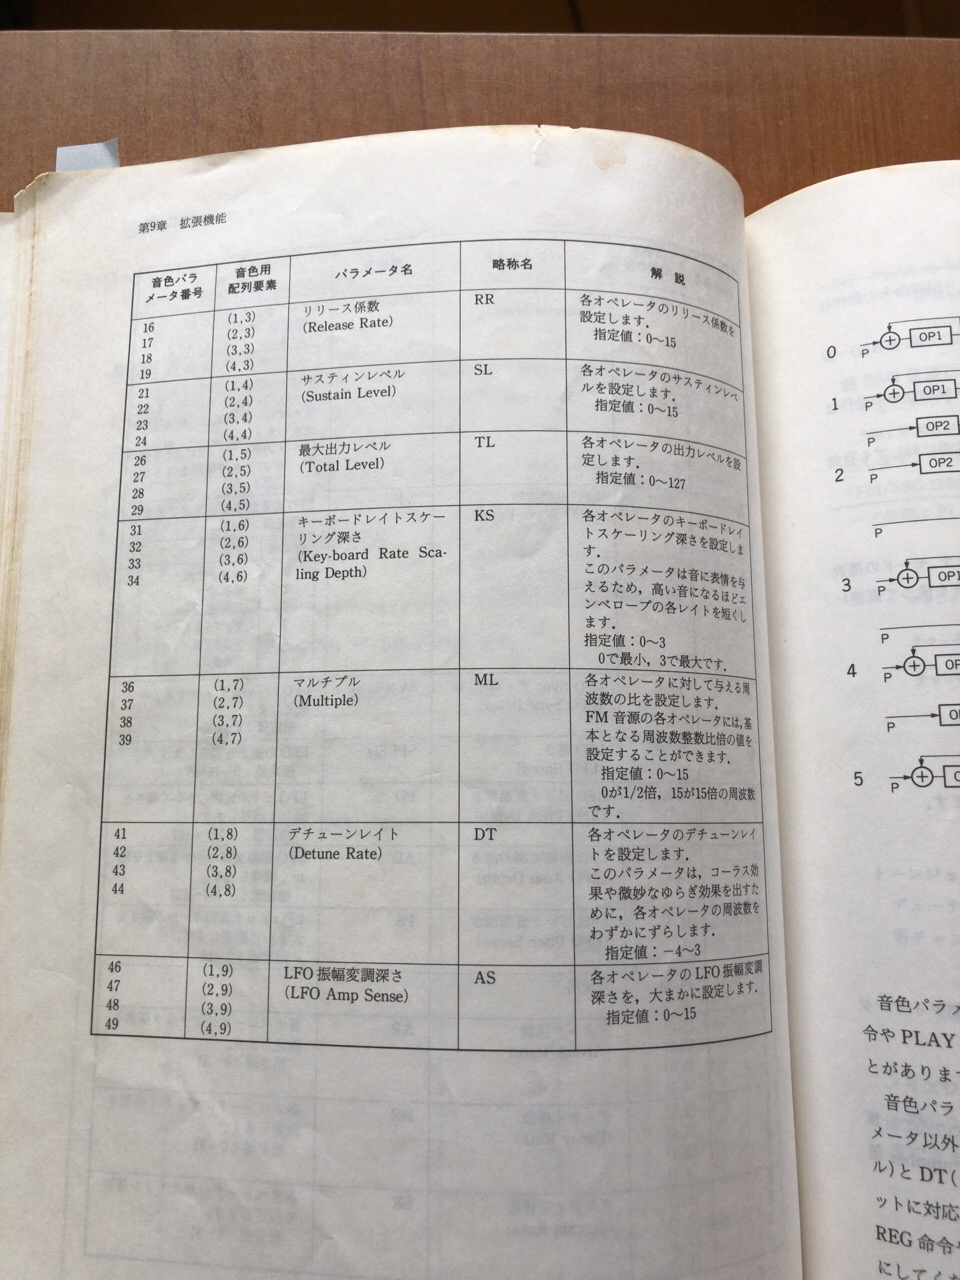 第9章 拡張機能
音色パラ
メータ番号
音色用
配列要素
パラメータ名
略称名
解 説
16
17
18
19
(1,3)
(2,3)
(3,3)
(4,3)
リリース係数
(Release Rate)
RR
各オペレータのリリース係数を
設定します.
指定値：0〜15
21
22
23
24
(1,4)
(2,4)
(3,4)
(4,4)
サスティンレベル
(Sustain Level)
SL
各オペレータのサスティンレベ
ルを設定します.
指定値：0〜15
26
27
28
29
(1,5)
(2,5)
(3,5)
(4,5)
最大出力レベル
(Total Level)
TL
各オペレータの出力レベルを設
定します.
指定値：0〜127
31
32
33
34
(1,6)
(2,6)
(3,6)
(4,6)
キーボードレイトスケー
リング深さ
(Key-board Rate Sca-
ling Depth)
KS
各オペレータのキーボードレイ
トスケーリング深さを設定しま
す.
このパラメータは音に表情を与
えるため，高い音になるほどエ
ンベロープの各レイトを短くし
ます.
指定値：0〜3
0で最小，3で最大です.
36
37
38
39
(1,7)
(2,7)
(3,7)
(4,7)
マルチプル
(Multiple)
ML
各オペレータに対して与える周
波数の比を設定します.
FM 音源の各オペレータには,基
本となる周波数整数比倍の値を
設定することができます.
指定値：0〜15
0が1/2倍，15が15倍の周波数
です.
41
42
43
44
(1,8)
(2,8)
(3,8)
(4,8)
デチューンレイト
(Detune Rate)
DT
各オペレータのデチューンレイ
トを設定します.
このパラメータは，コーラス効
果や微妙なゆらぎ効果を出すた
めに，各オペレータの周波数を
わずかにずらします.
指定値：−4〜3
46
47
48
49
(1,9)
(2,9)
(3,9)
(4,9)
LFO 振幅変調深さ
(LFO Amp Sense)
AS
各オペレータの LFO 振幅変調
深さを，大まかに設定します.
指定値：0〜15
0
P
OP1
1
P
OP1
P
OP2
2
P
OP2
P
3
P
OP1
P
4
P
P
5
P
音色パラメ
令や PLAY
とがありま
音色パラ
メータ以外
ル)と DT(
ットに対応
REG 命令や
にしてく